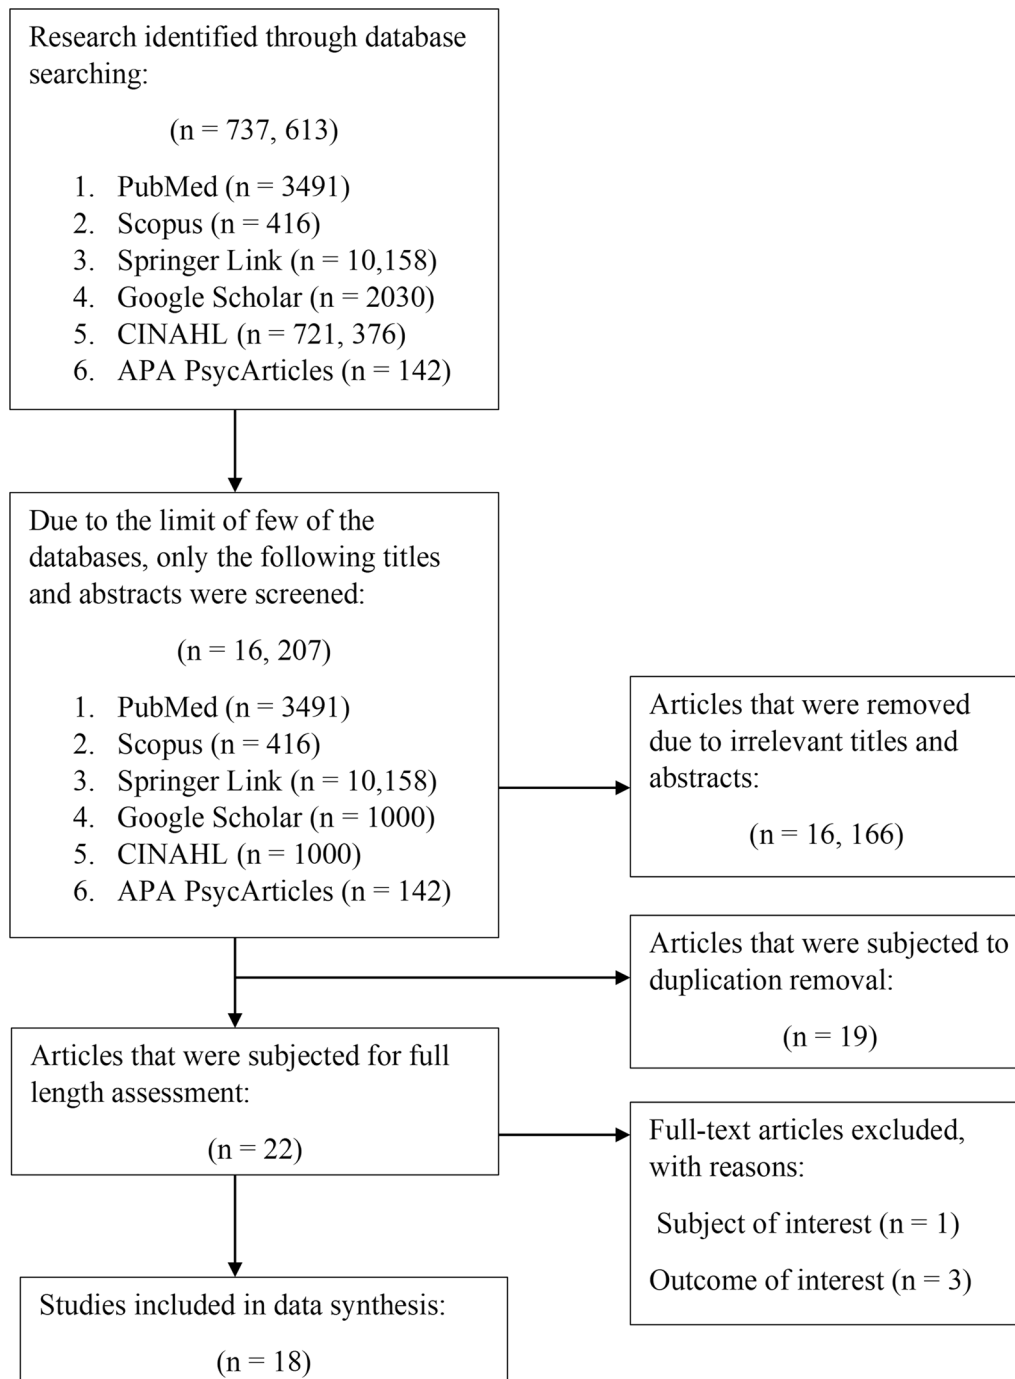 Research identified through database
searching:
(n = 737, 613)
1. PubMed (n = 3491)
2. Scopus (n = 416)
3. Springer Link (n = 10,158)
4. Google Scholar (n = 2030)
5. CINAHL (n = 721, 376)
6. APA PsycArticles (n = 142)
Due to the limit of few of the
databases, only the following titles
and abstracts were screened:
(n = 16, 207)
1. PubMed (n = 3491)
2. Scopus (n = 416)
3. Springer Link (n = 10,158)
4. Google Scholar (n = 1000)
5. CINAHL (n = 1000)
6. APA PsycArticles (n = 142)
Articles that were removed
due to irrelevant titles and
abstracts:
(n = 16, 166)
Articles that were subjected to
duplication removal:
(n = 19)
Articles that were subjected for full
length assessment:
(n = 22)
Full-text articles excluded,
with reasons:
Subject of interest (n = 1)
Outcome of interest (n = 3)
Studies included in data synthesis:
(n = 18)